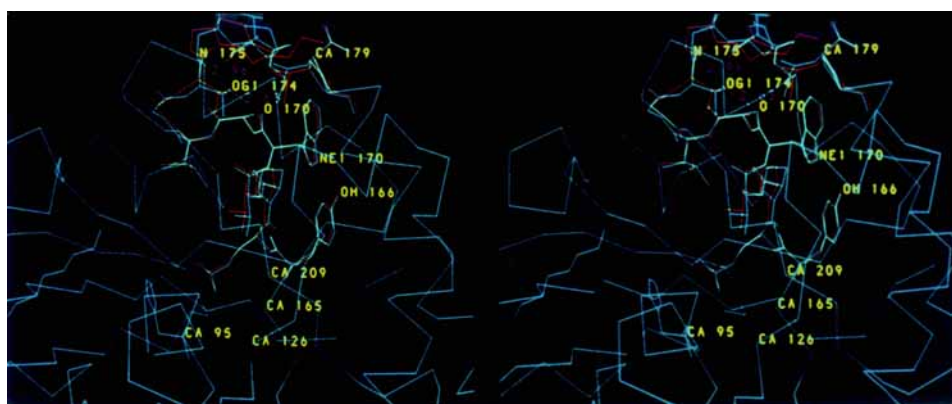 N 175
CA 179
OG1 174
O 170
NE1 170
OH 166
CA 209
CA 165
CA 95
CA 126
N 175
CA 179
OG1 174
O 170
NE1 170
OH 166
CA 209
CA 165
CA 95
CA 126